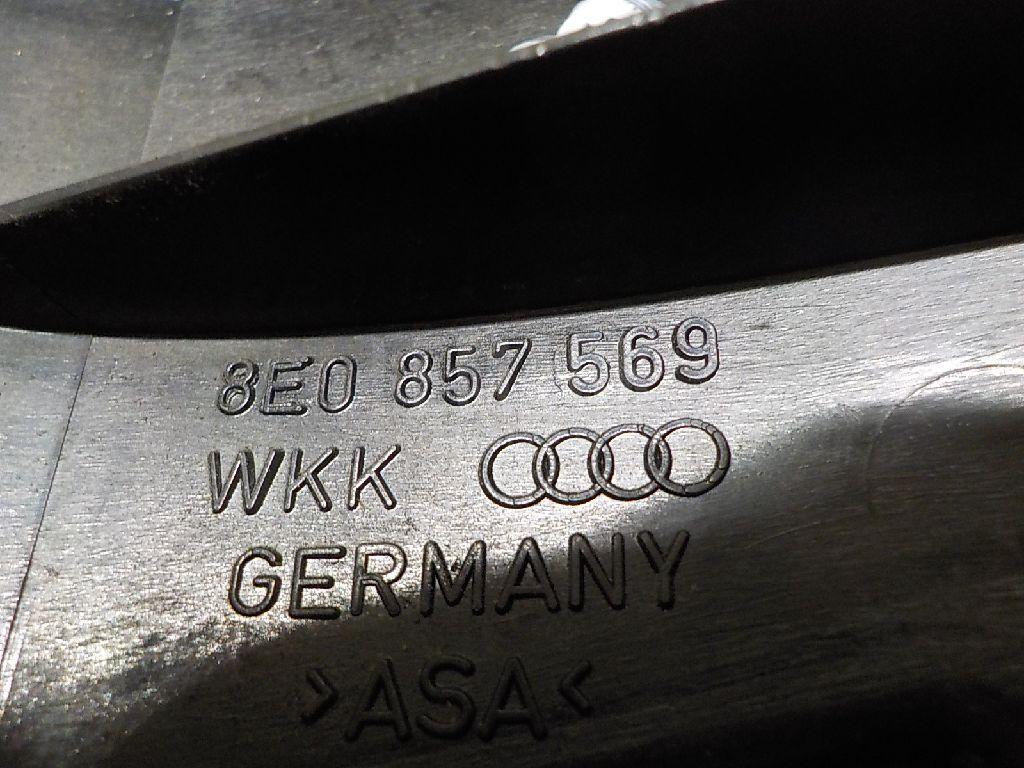 8E0 857 569
WKK
GERMANY
>ASA<